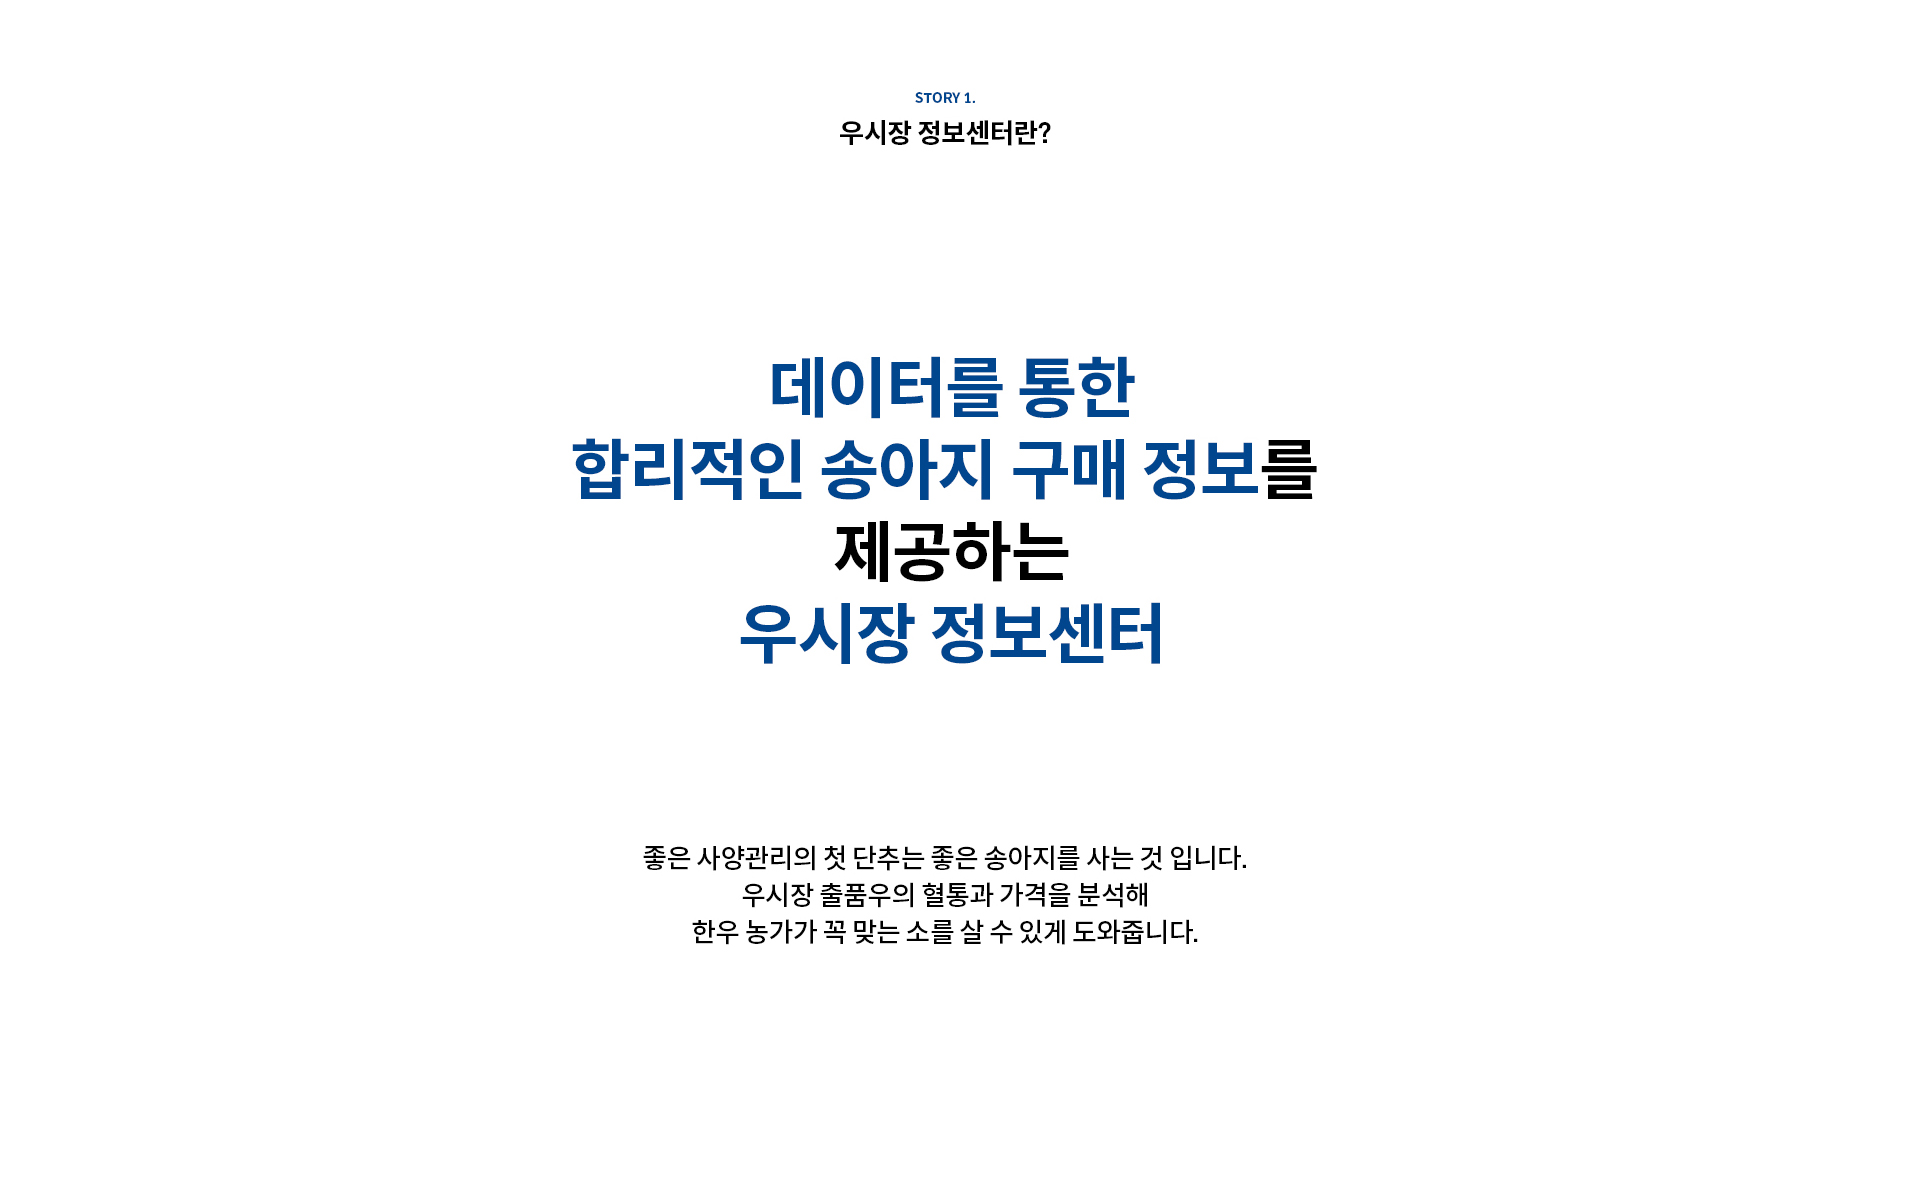 STORY 1.
우시장 정보센터란?
데이터를 통한
합리적인 송아지 구매 정보를
제공하는
우시장 정보센터
좋은 사양관리의 첫 단추는 좋은 송아지를 사는 것 입니다.
우시장 출품우의 혈통과 가격을 분석해
한우 농가가 꼭 맞는 소를 살 수 있게 도와줍니다.